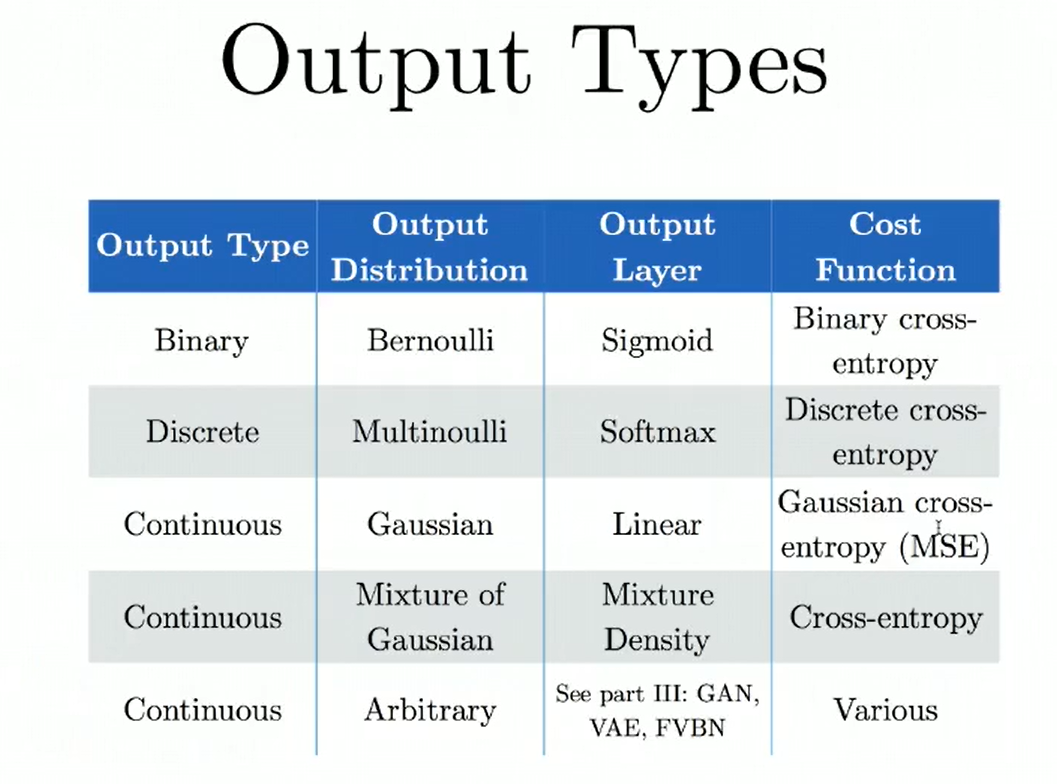 Output Types
Output Type
Output
Distribution
Output
Layer
Cost
Function
Binary
Bernoulli
Sigmoid
Binary cross-
entropy
Discrete
Multinoulli
Softmax
Discrete cross-
entropy
Continuous
Gaussian
Linear
Gaussian cross-
entropy (MSE)
Continuous
Mixture of
Gaussian
Mixture
Density
Cross-entropy
Continuous
Arbitrary
See part III: GAN,
VAE, FVBN
Various